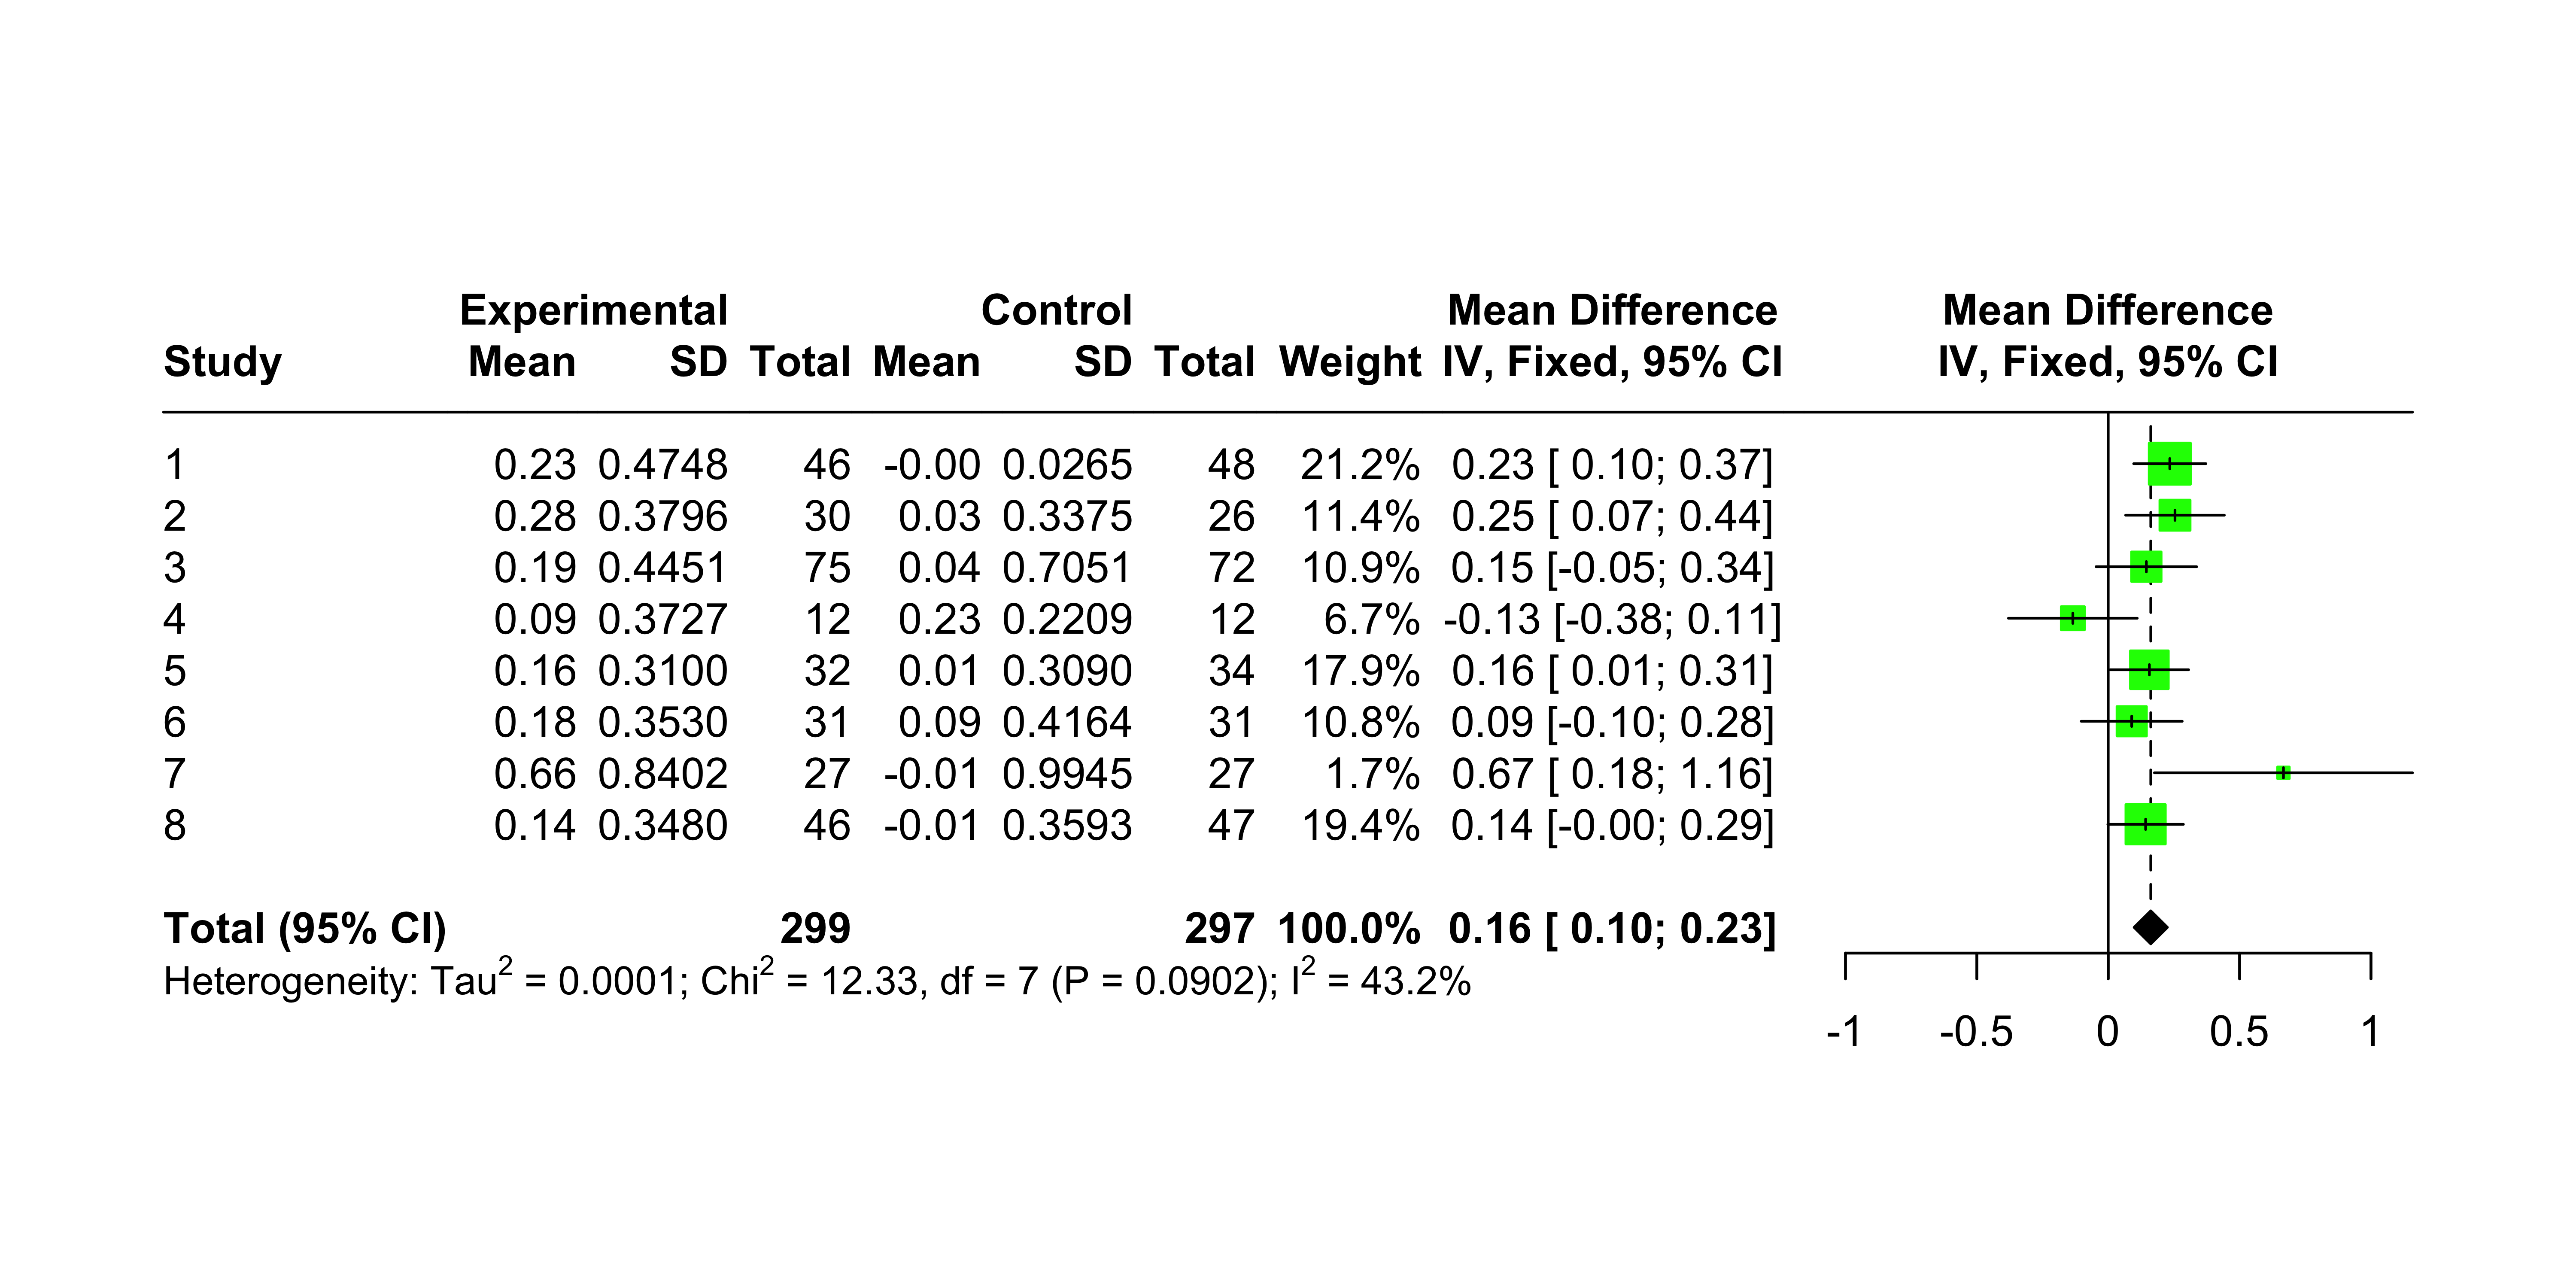 Experimental Control Mean Difference Mean Difference
Study Mean SD Total Mean SD Total Weight IV, Fixed, 95% CI IV, Fixed, 95% CI
1 0.23 0.4748 46 -0.00 0.0265 48 21.2% 0.23 [ 0.10; 0.37]
2 0.28 0.3796 30 0.03 0.3375 26 11.4% 0.25 [ 0.07; 0.44]
3 0.19 0.4451 75 0.04 0.7051 72 10.9% 0.15 [-0.05; 0.34]
4 0.09 0.3727 12 0.23 0.2209 12 6.7% -0.13 [-0.38; 0.11]
5 0.16 0.3100 32 0.01 0.3090 34 17.9% 0.16 [ 0.01; 0.31]
6 0.18 0.3530 31 0.09 0.4164 31 10.8% 0.09 [-0.10; 0.28]
7 0.66 0.8402 27 -0.01 0.9945 27 1.7% 0.67 [ 0.18; 1.16]
8 0.14 0.3480 46 -0.01 0.3593 47 19.4% 0.14 [-0.00; 0.29]
Total (95% CI) 299 297 100.0% 0.16 [ 0.10; 0.23]
Heterogeneity: Tau² = 0.0001; Chi² = 12.33, df = 7 (P = 0.0902); I² = 43.2%
-1 -0.5 0 0.5 1